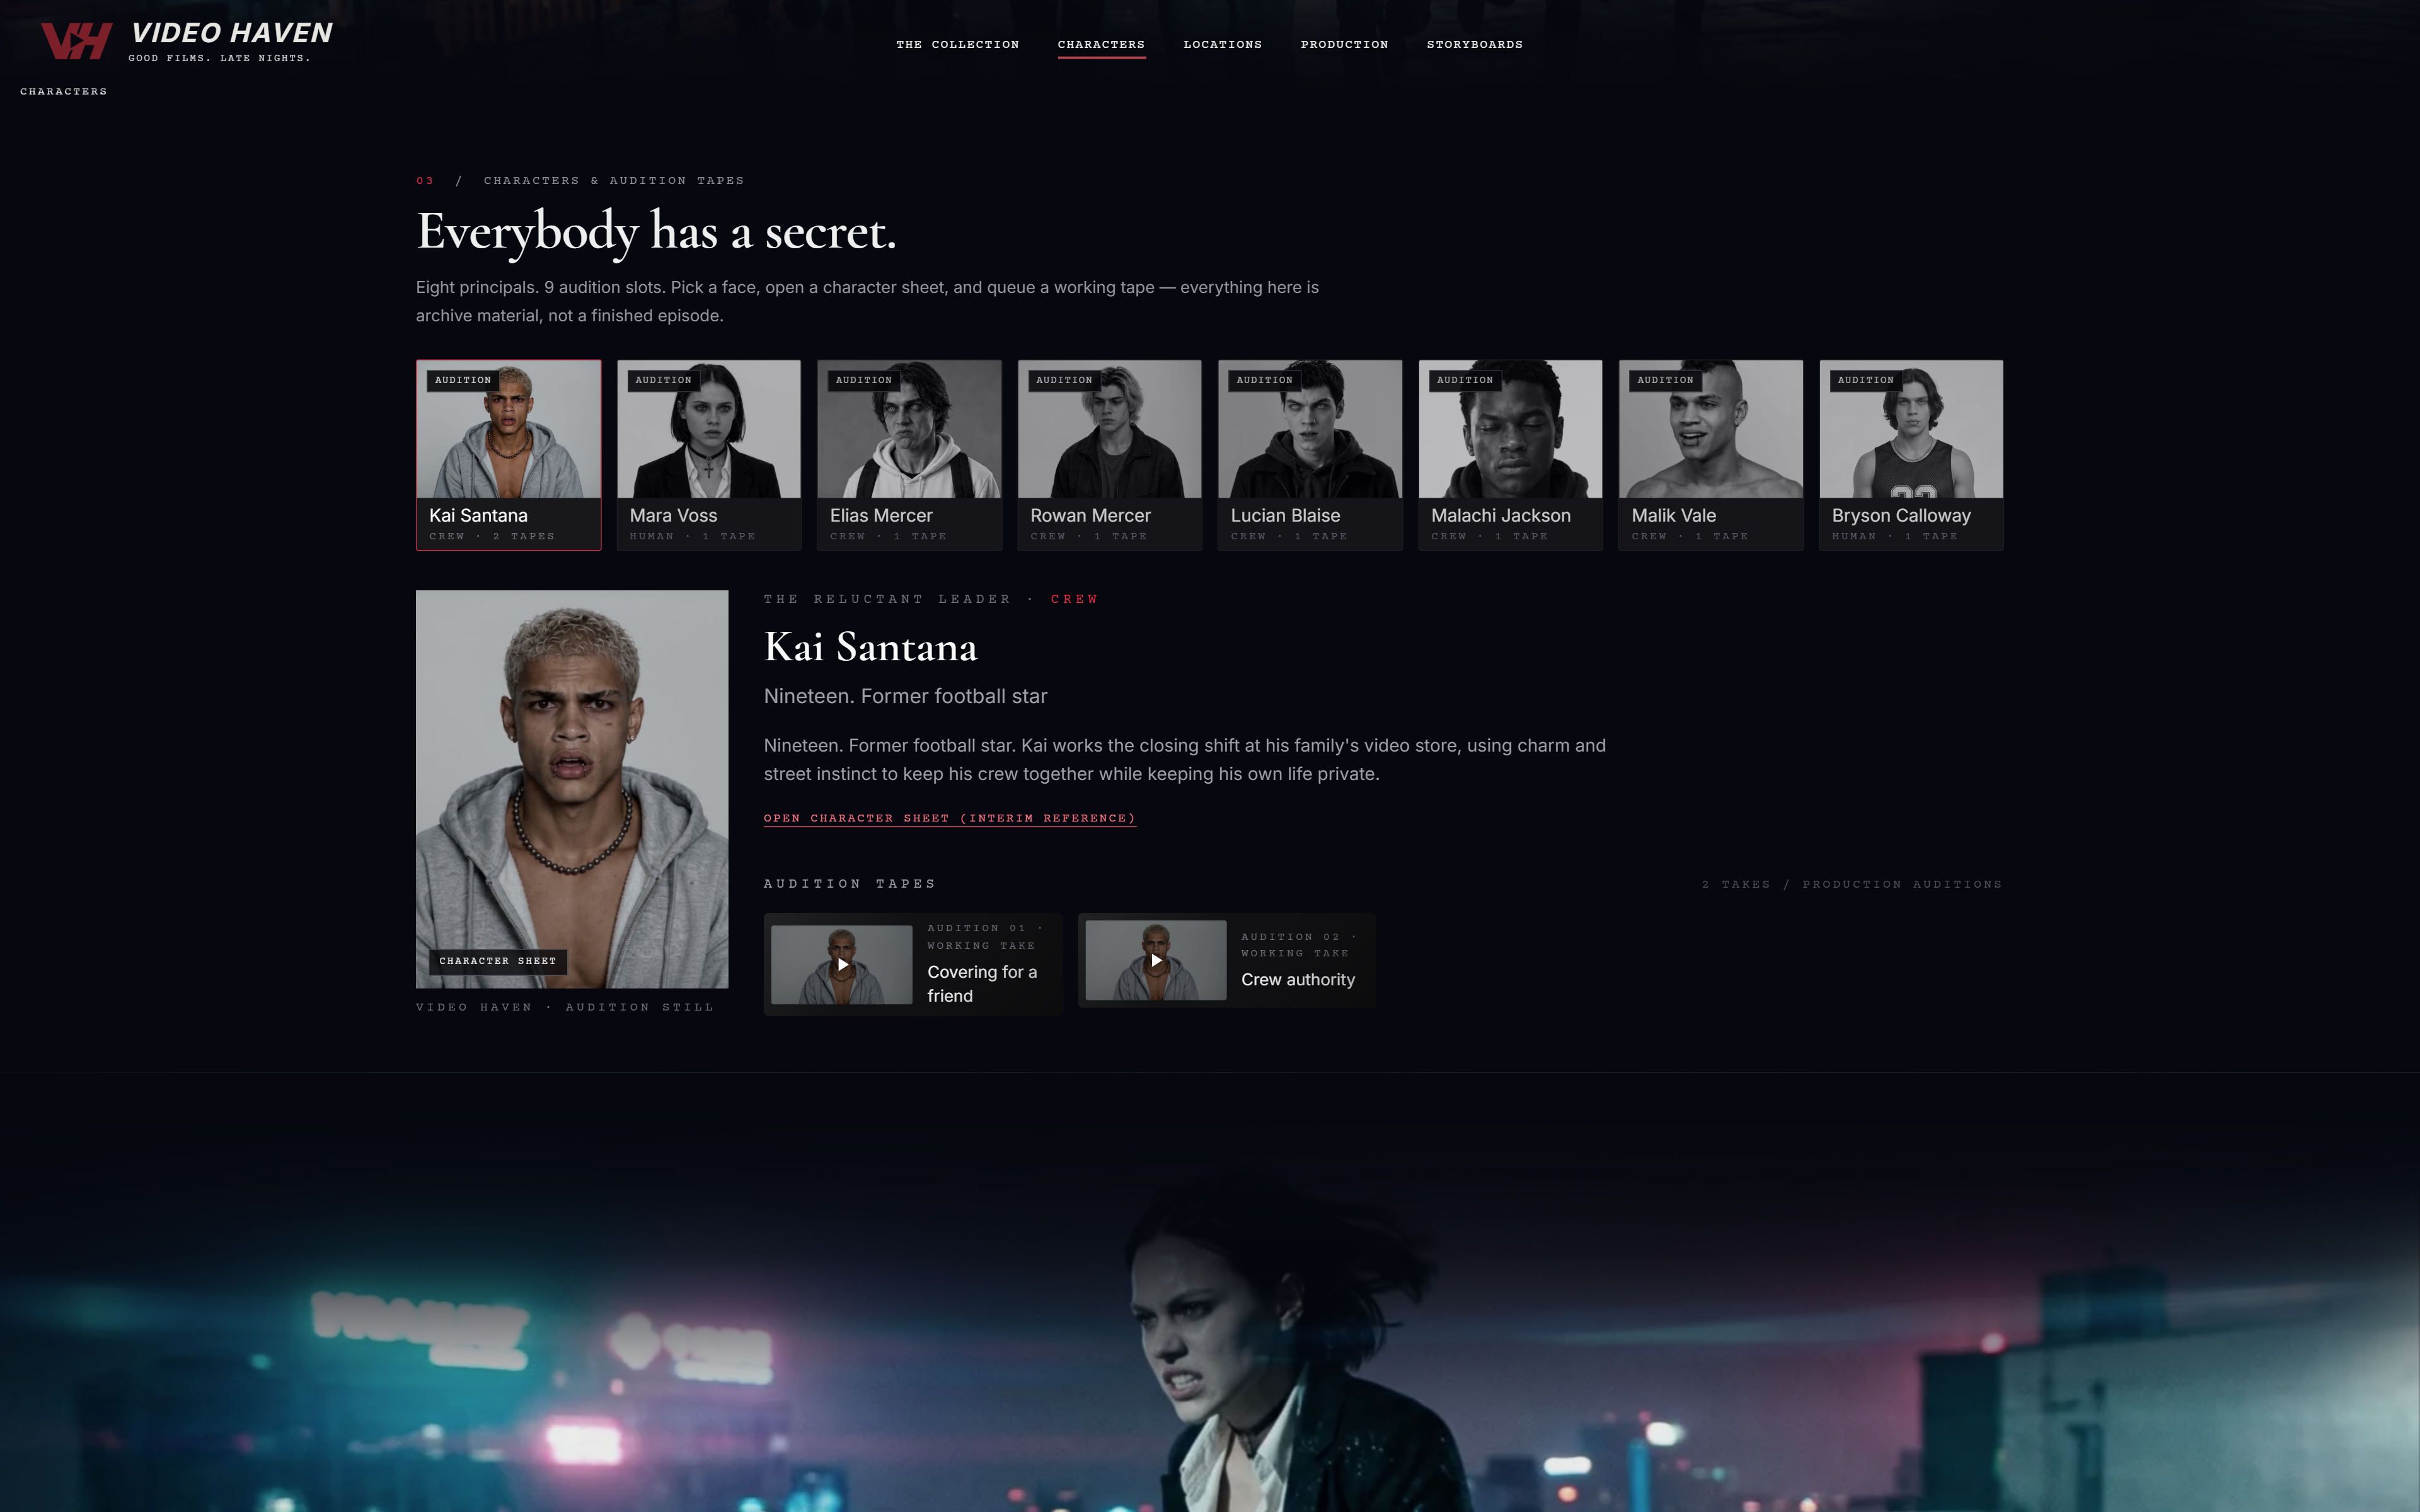 VIDEO HAVEN
GOOD FILMS. LATE NIGHTS.
THE COLLECTION
CHARACTERS
LOCATIONS
PRODUCTION
STORYBOARDS
CHARACTERS
03 / CHARACTERS & AUDITION TAPES
Everybody has a secret.
Eight principals. 9 audition slots. Pick a face, open a character sheet, and queue a working tape — everything here is
archive material, not a finished episode.
AUDITION
Kai Santana
CREW · 2 TAPES
AUDITION
Mara Voss
HUMAN · 1 TAPE
AUDITION
Elias Mercer
CREW · 1 TAPE
AUDITION
Rowan Mercer
CREW · 1 TAPE
AUDITION
Lucian Blaise
CREW · 1 TAPE
AUDITION
Malachi Jackson
CREW · 1 TAPE
AUDITION
Malik Vale
CREW · 1 TAPE
AUDITION
Bryson Calloway
HUMAN · 1 TAPE
CHARACTER SHEET
VIDEO HAVEN · AUDITION STILL
THE RELUCTANT LEADER · CREW
Kai Santana
Nineteen. Former football star
Nineteen. Former football star. Kai works the closing shift at his family's video store, using charm and
street instinct to keep his crew together while keeping his own life private.
OPEN CHARACTER SHEET (INTERIM REFERENCE)
AUDITION TAPES
2 TAKES / PRODUCTION AUDITIONS
AUDITION 01 ·
WORKING TAKE
Covering for a
friend
AUDITION 02 ·
WORKING TAKE
Crew authority